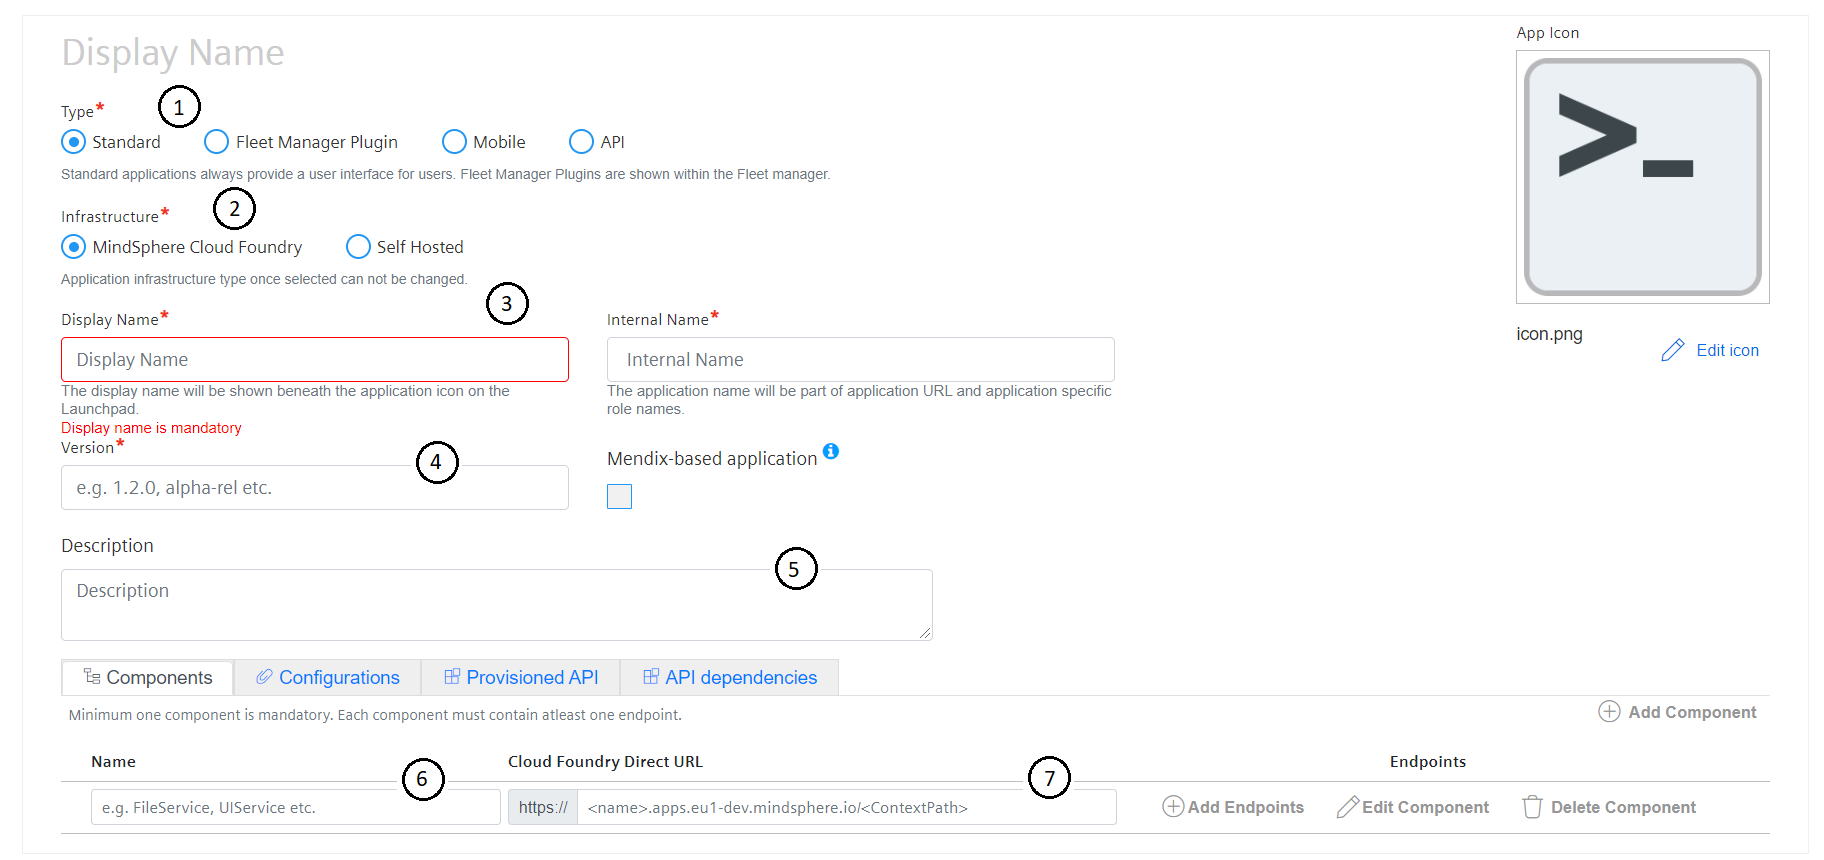 Display Name
App Icon
Type*
1
Standard
Fleet Manager Plugin
Mobile
API
Standard applications always provide a user interface for users. Fleet Manager Plugins are shown within the Fleet manager.
>_
Infrastructure*
2
MindSphere Cloud Foundry
Self Hosted
Application infrastructure type once selected can not be changed.
3
Display Name*
Internal Name*
icon.png
Edit icon
Display Name
Internal Name
The display name will be shown beneath the application icon on the
Launchpad.
The application name will be part of application URL and application specific
role names.
Display name is mandatory
Version*
4
Mendix-based application
e.g. 1.2.0, alpha-rel etc.
Description
5
Description
Components
Configurations
Provisioned API
API dependencies
Minimum one component is mandatory. Each component must contain atleast one endpoint.
Add Component
Name
6
Cloud Foundry Direct URL
7
Endpoints
e.g. FileService, UIService etc.
https://
<name>.apps.eu1-dev.mindsphere.io/<ContextPath>
Add Endpoints
Edit Component
Delete Component